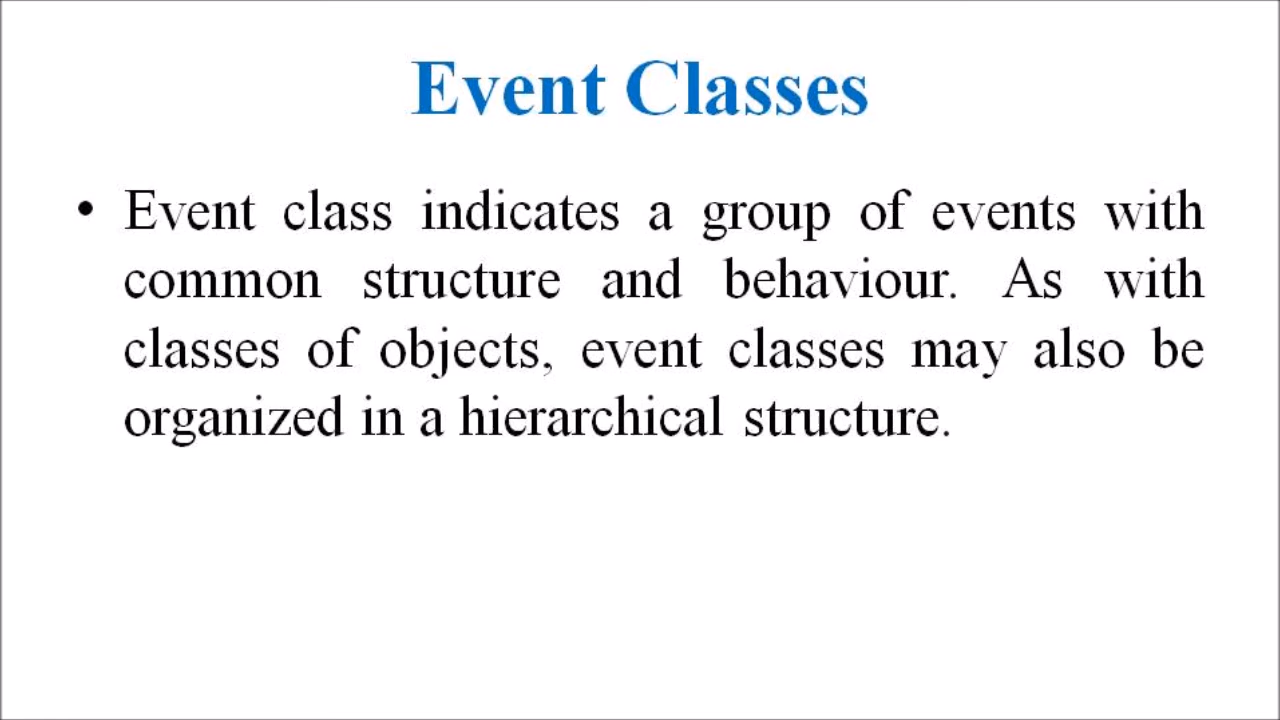 Event Classes
• Event class indicates a group of events with
common structure and behaviour. As with
classes of objects, event classes may also be
organized in a hierarchical structure.